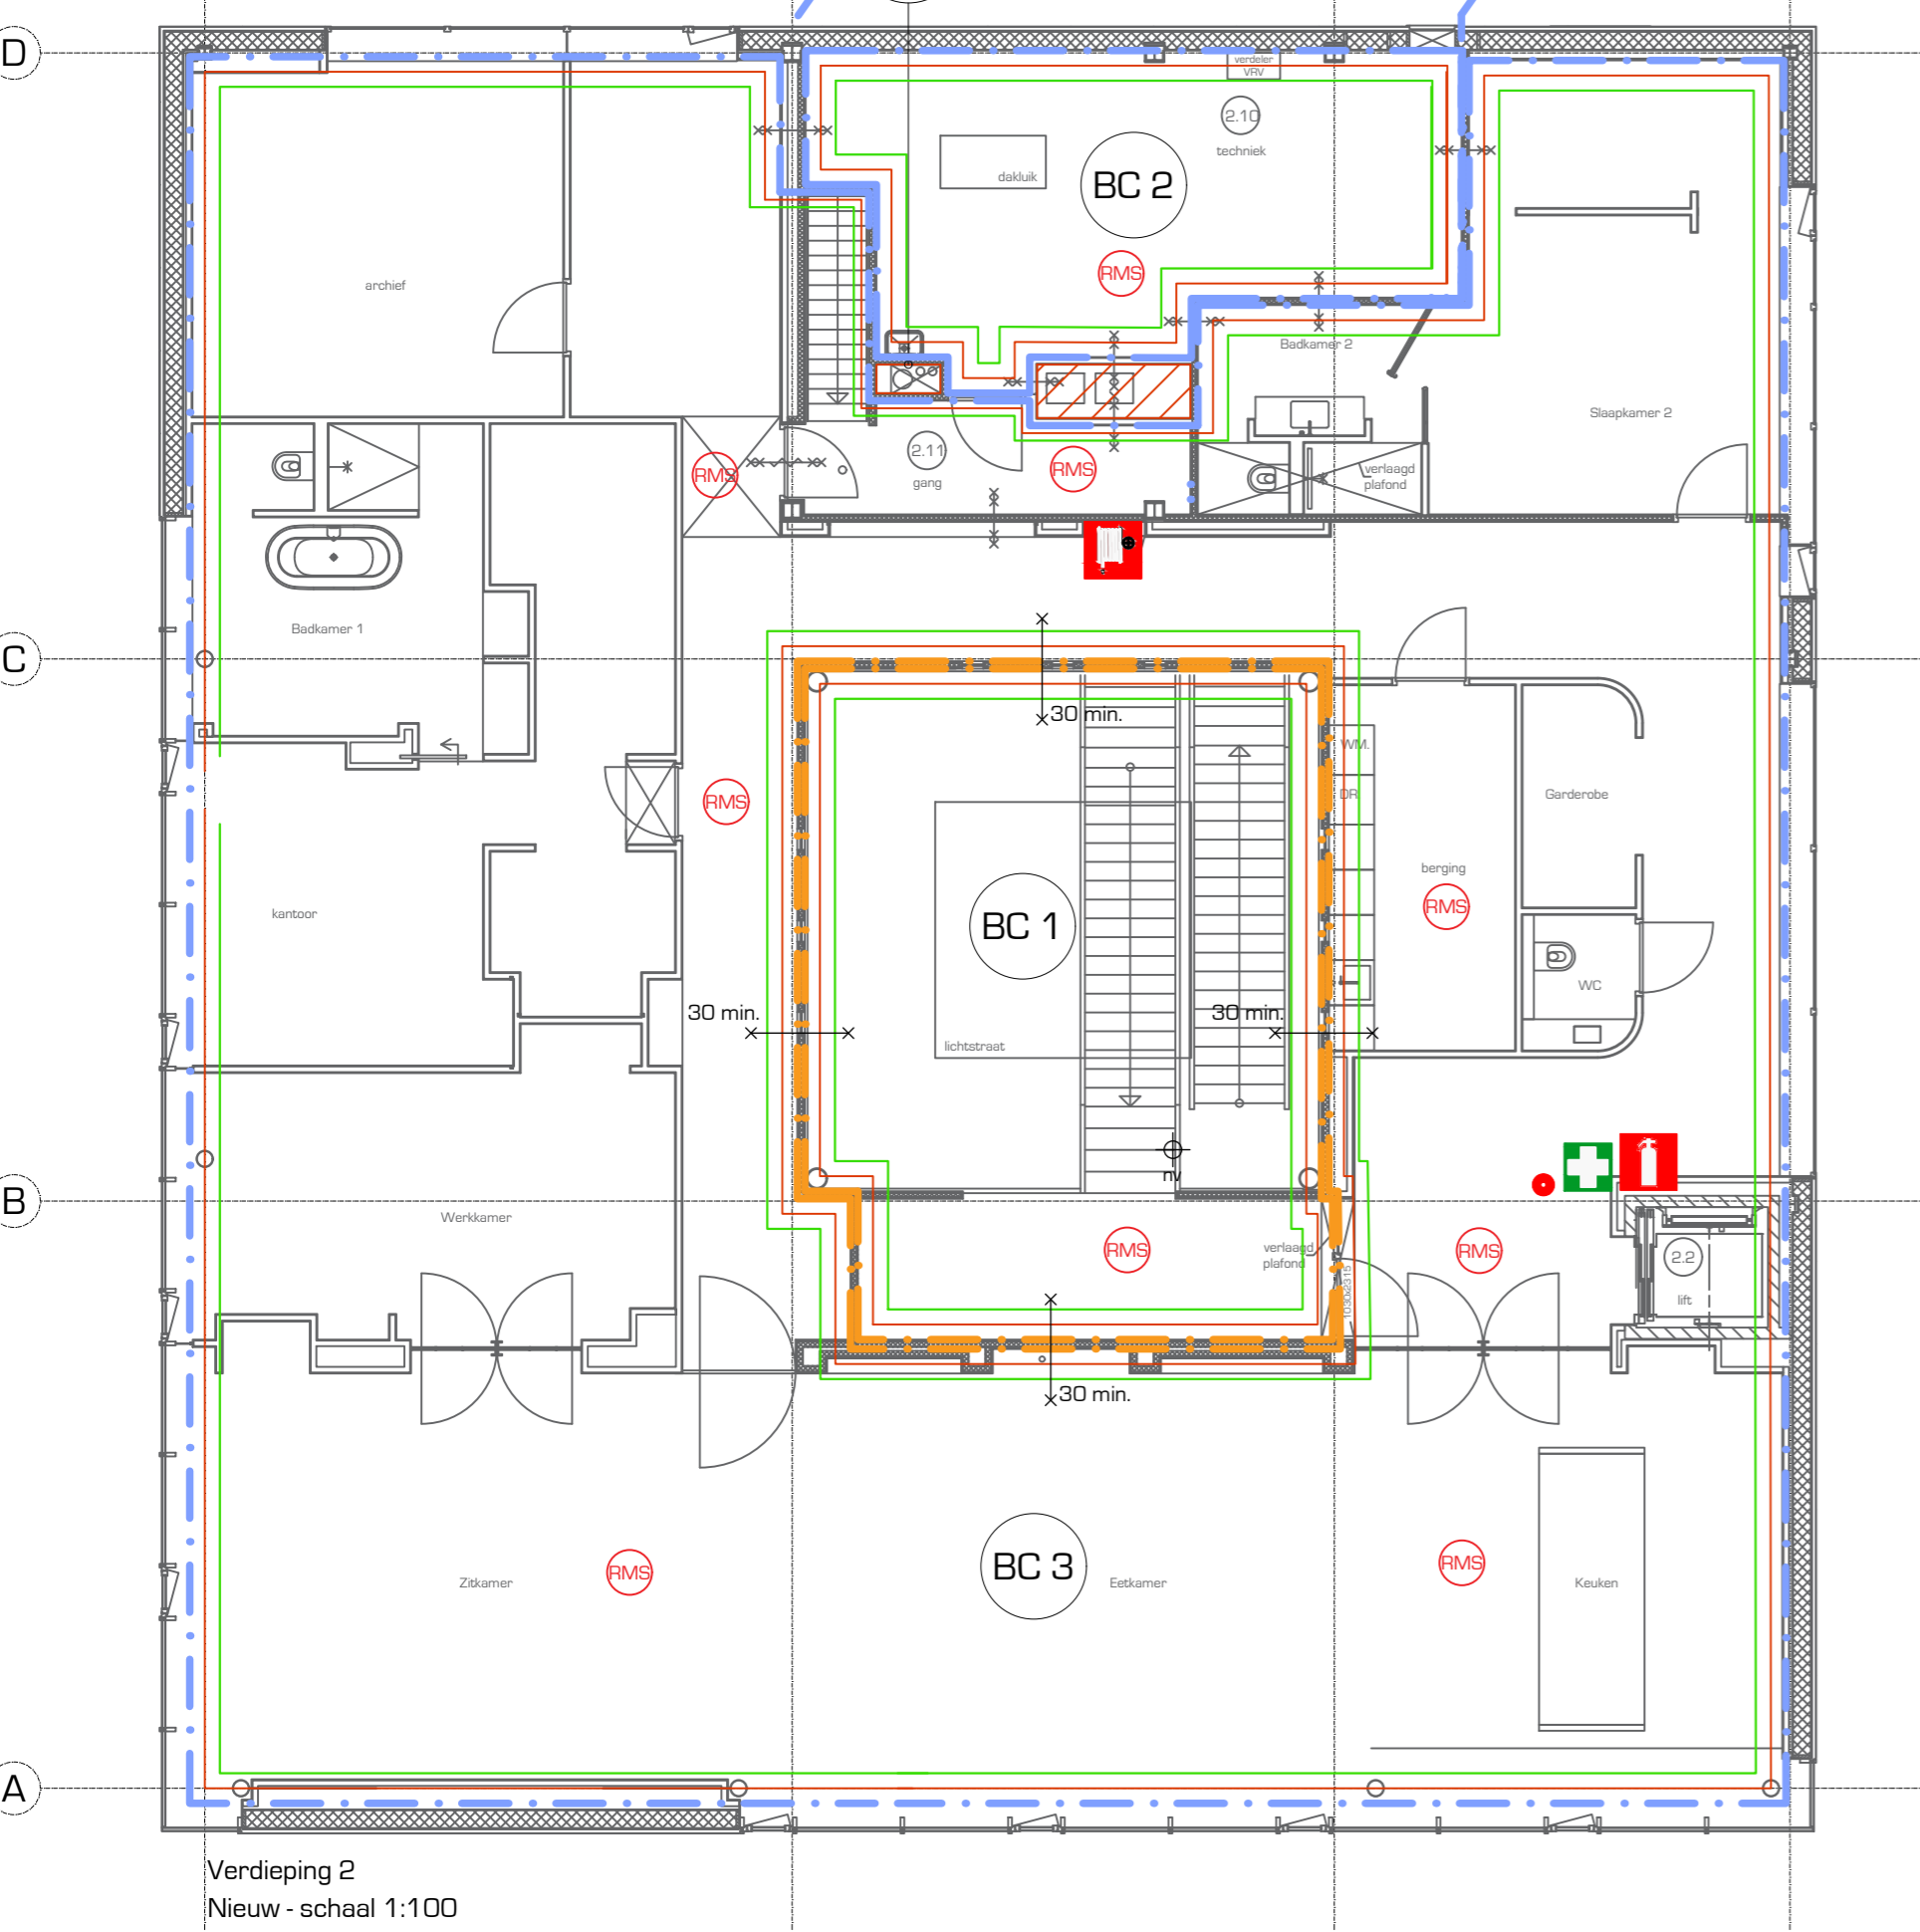 D
verdeler
VRV
2.10
techniek
dakluik
BC 2
RMS
archief
Badkamer 2
Slaapkamer 2
2.11
gang
RMS
RMS
verlaagd
plafond
Badkamer 1
C
30 min.
WM.
DR.
RMS
Garderobe
berging
RMS
kantoor
BC 1
WC
30 min.
30 min.
lichtstraat
nv
B
Werkkamer
RMS
verlaagd
plafond
1030x2315
RMS
2.2
lift
30 min.
BC 3
RMS
RMS
Zitkamer
Eetkamer
Keuken
A
Verdieping 2
Nieuw - schaal 1:100